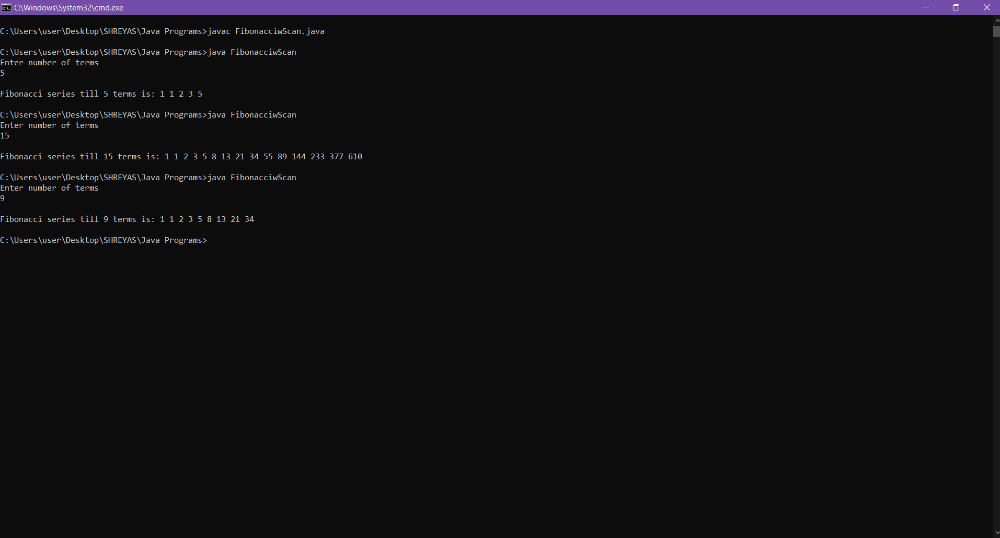 C:\Windows\System32\cmd.exe
C:\Users\user\Desktop\SHREYAS\Java Programs>javac FibonacciwScan.java
C:\Users\user\Desktop\SHREYAS\Java Programs>java FibonacciwScan
Enter number of terms
5
Fibonacci series till 5 terms is: 1 1 2 3 5
C:\Users\user\Desktop\SHREYAS\Java Programs>java FibonacciwScan
Enter number of terms
15
Fibonacci series till 15 terms is: 1 1 2 3 5 8 13 21 34 55 89 144 233 377 610
C:\Users\user\Desktop\SHREYAS\Java Programs>java FibonacciwScan
Enter number of terms
9
Fibonacci series till 9 terms is: 1 1 2 3 5 8 13 21 34
C:\Users\user\Desktop\SHREYAS\Java Programs>